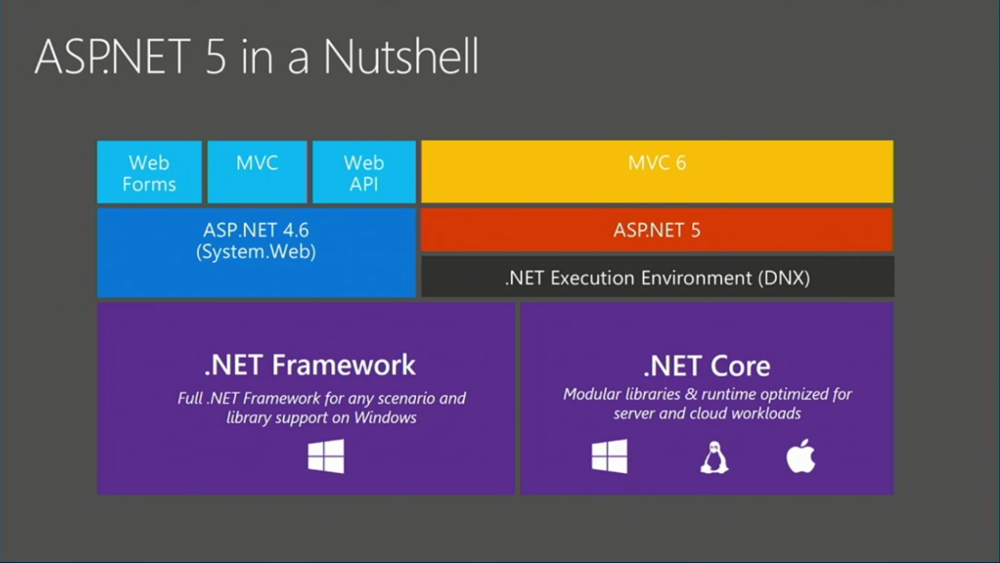 ASP.NET 5 in a Nutshell
Web
Forms
MVC
Web
API
MVC 6
ASP.NET 4.6
(System.Web)
ASP.NET 5
.NET Execution Environment (DNX)
.NET Framework
Full .NET Framework for any scenario and
library support on Windows
.NET Core
Modular libraries & runtime optimized for
server and cloud workloads